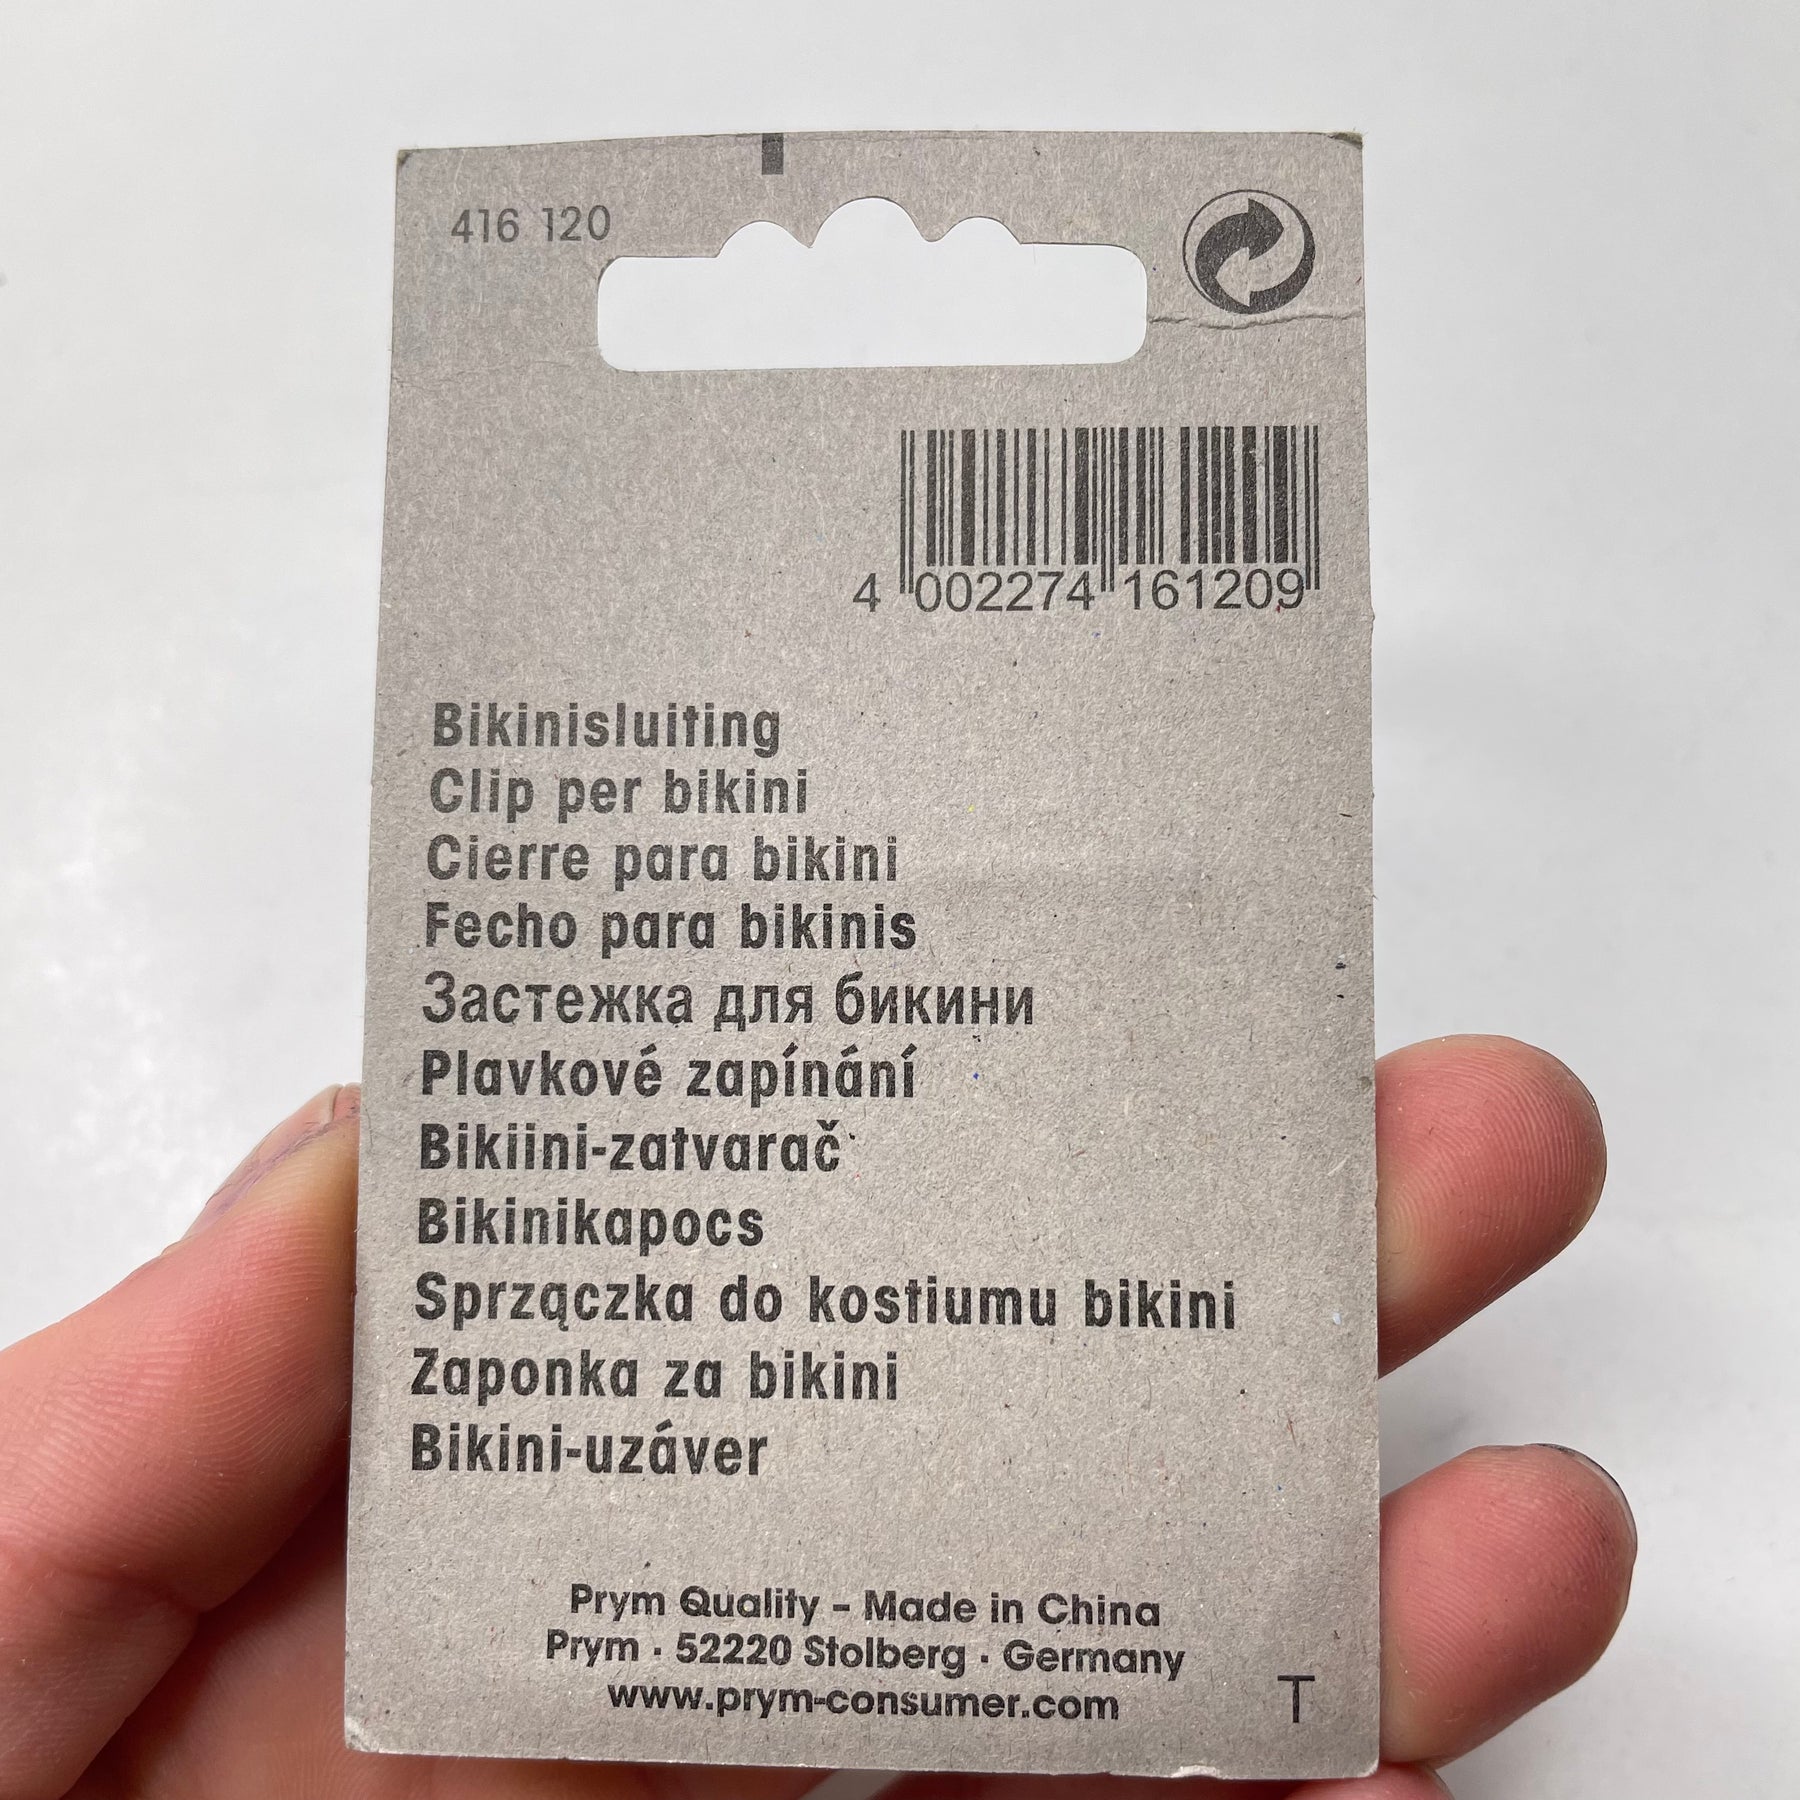 416 120
4 002274 161209
Bikinisluiting
Clip per bikini
Cierre para bikini
Fecho para bikinis
Застежка для бикини
Plavkové zapínání
Bikiini-zatvarač
Bikinikapocs
Sprzączka do kostiumu bikini
Zaponka za bikini
Bikini-uzáver
Prym Quality - Made in China
Prym · 52220 Stolberg · Germany
www.prym-consumer.com
T